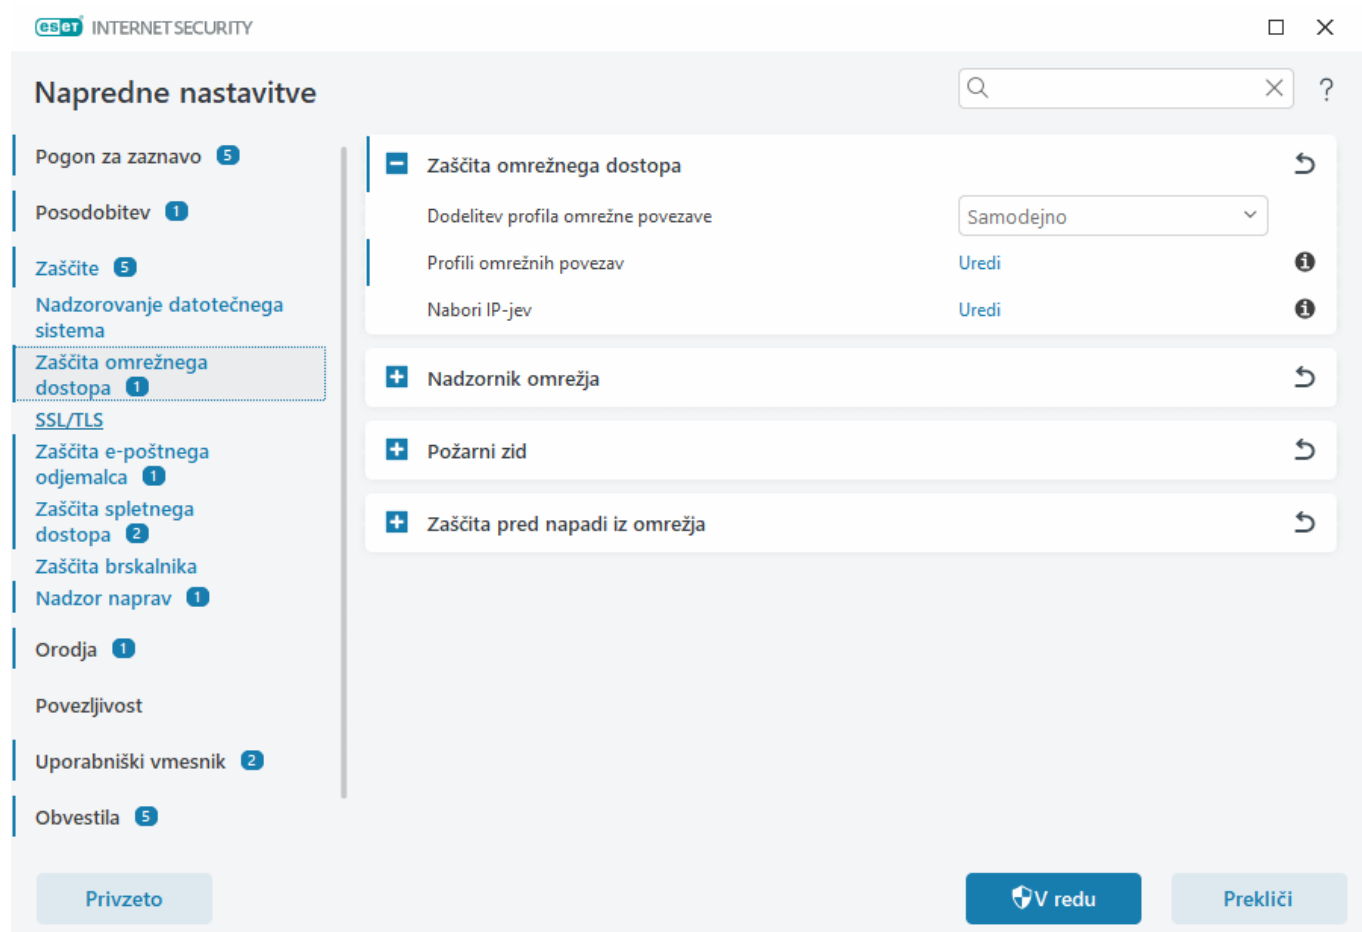 eseT INTERNET SECURITY
Napredne nastavitve
?
Pogon za zaznavo 5
Posodobitev 1
Zaščite 5
Nadzorovanje datotečnega
sistema
Zaščita omrežnega
dostopa 1
SSL/TLS
Zaščita e-poštnega
odjemalca 1
Zaščita spletnega
dostopa 2
Zaščita brskalnika
Nadzor naprav 1
Orodja 1
Povezljivost
Uporabniški vmesnik 2
Obvestila 5
Zaščita omrežnega dostopa
Dodelitev profila omrežne povezave Samodejno
Profili omrežnih povezav Uredi
Nabori IP-jev Uredi
Nadzornik omrežja
Požarni zid
Zaščita pred napadi iz omrežja
Privzeto V redu Prekliči